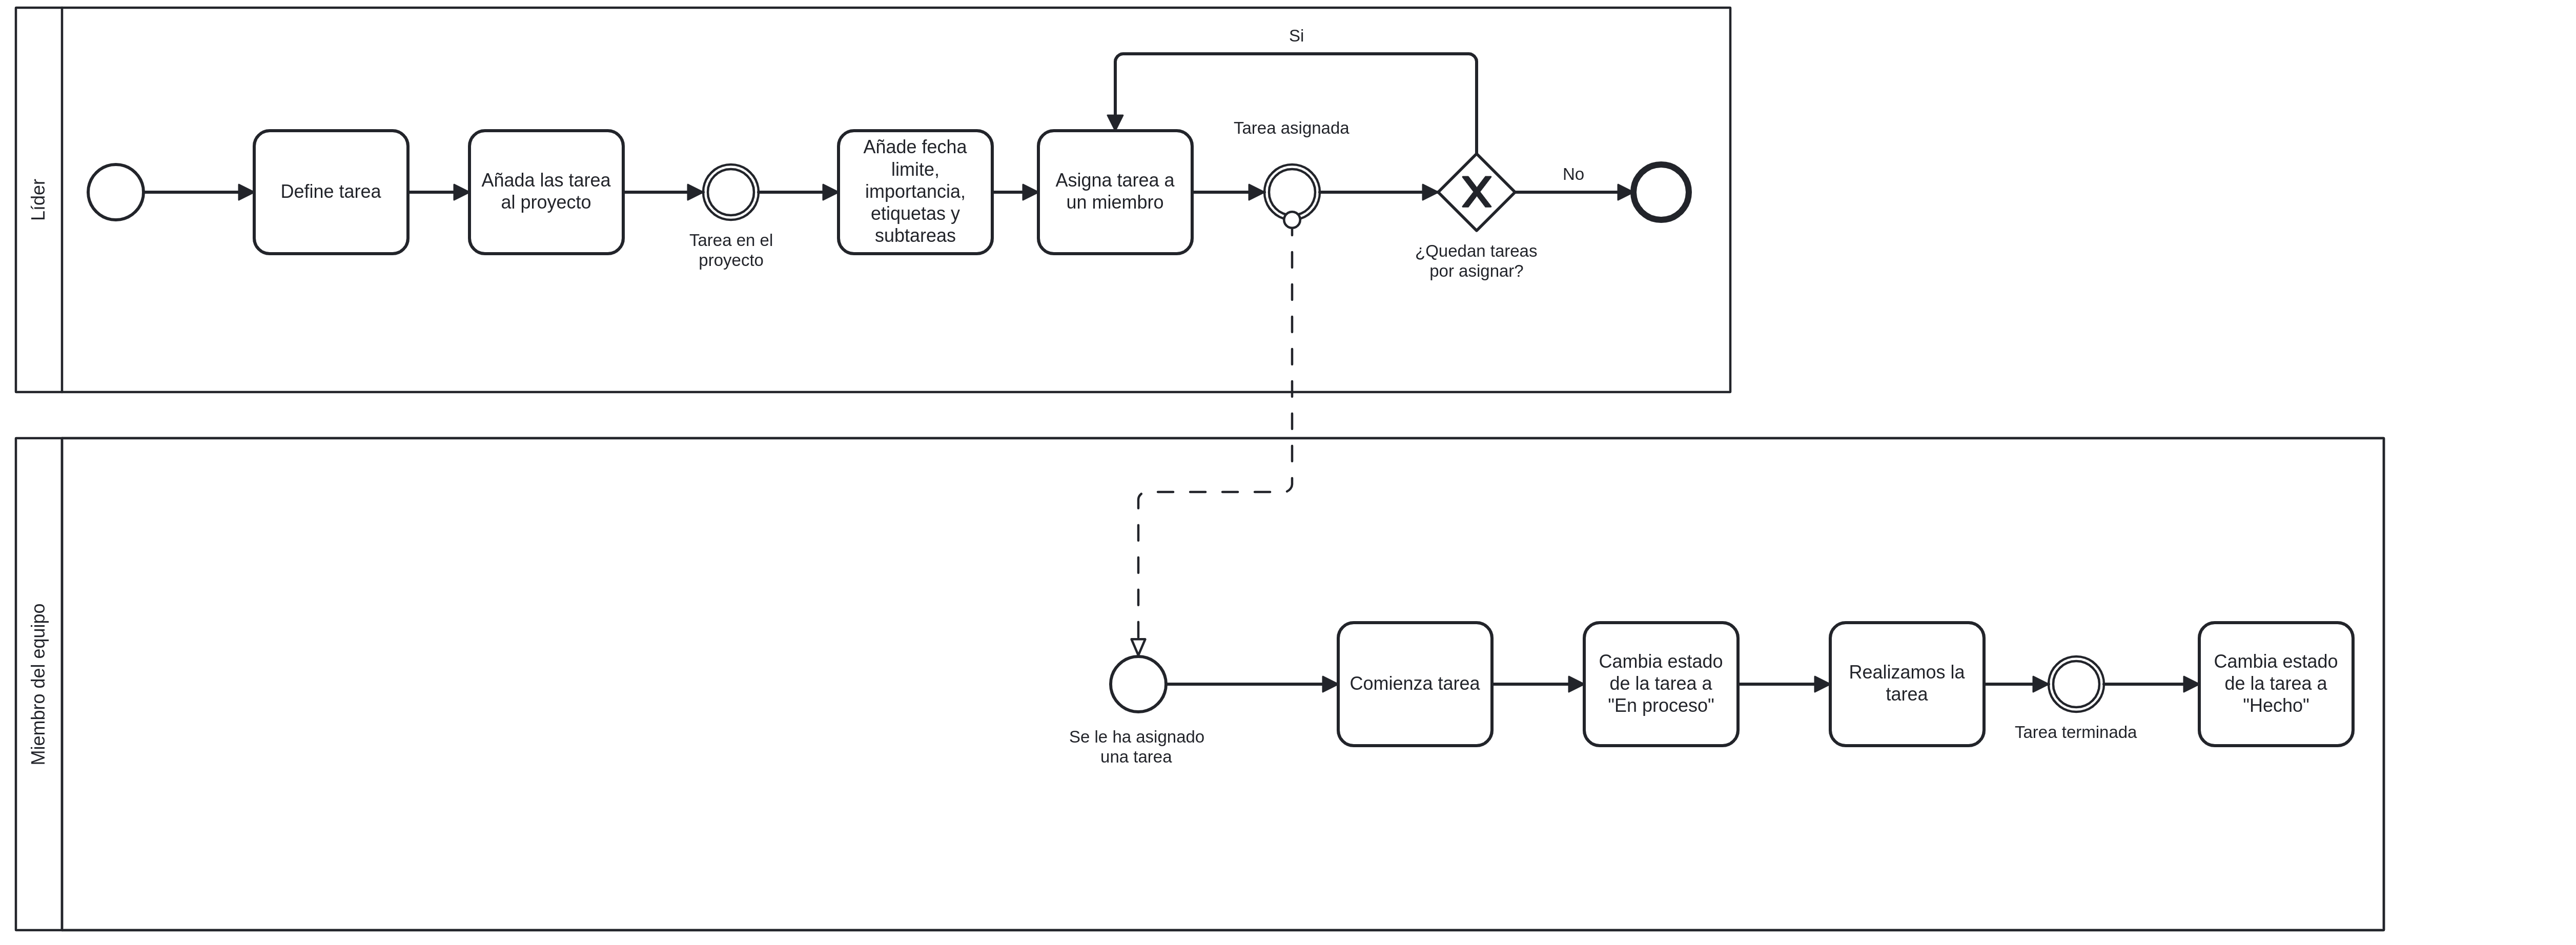 Líder
Si
Define tarea
Añada las tarea
al proyecto
Tarea en el
proyecto
Añade fecha
limite,
importancia,
etiquetas y
subtareas
Asigna tarea a
un miembro
Tarea asignada
¿Quedan tareas
por asignar?
No
Miembro del equipo
Se le ha asignado
una tarea
Comienza tarea
Cambia estado
de la tarea a
"En proceso"
Realizamos la
tarea
Tarea terminada
Cambia estado
de la tarea a
"Hecho"